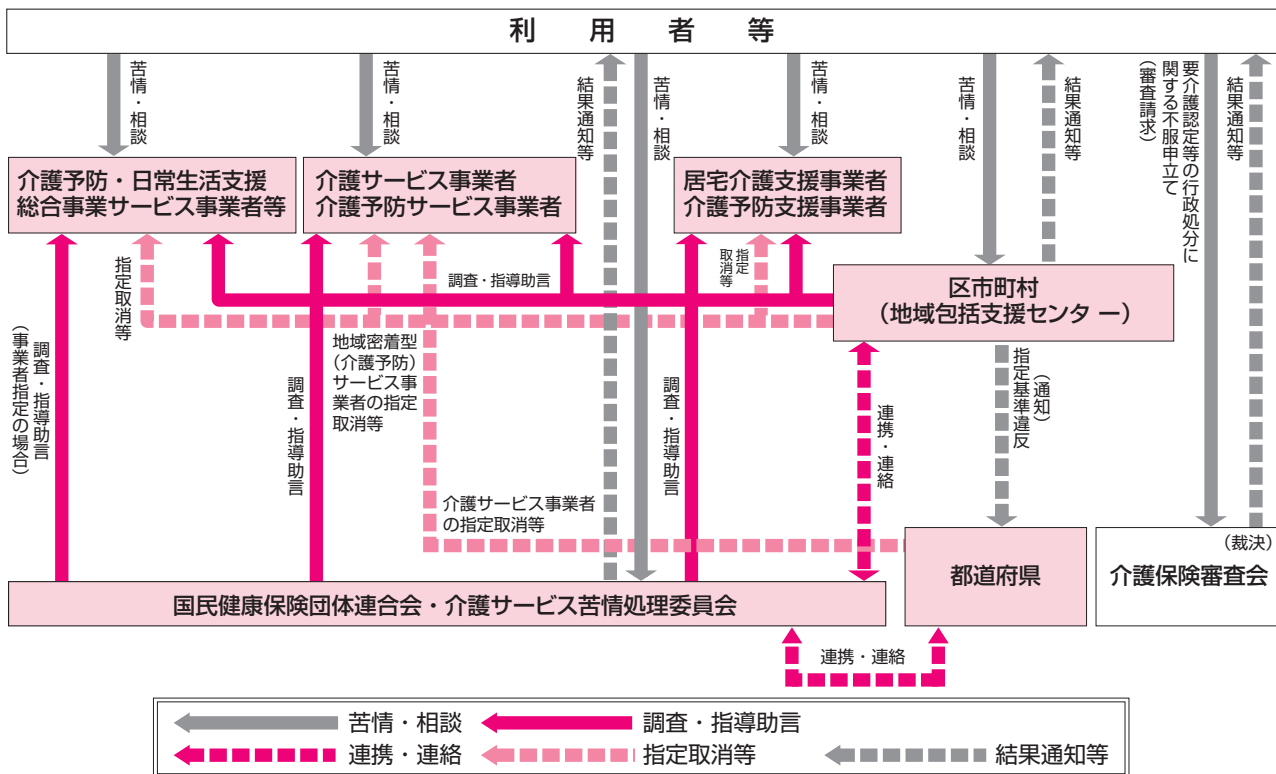 利用者等
苦情・相談
苦情・相談
結果通知等
苦情・相談
苦情・相談
苦情・相談
結果通知等
要介護認定等の行政処分に
関する不服申立て
（審査請求）
結果通知等
介護予防・日常生活支援
総合事業サービス事業者等
介護サービス事業者
介護予防サービス事業者
居宅介護支援事業者
介護予防支援事業者
区市町村
（地域包括支援センター）
指定取消等
調査・指導助言
指定
取消等
調査・指導助言
（事業者指定の場合）
地域密着型
（介護予防）
サービス事
業者の指定
取消等
調査・指導助言
調査・指導助言
連携・連絡
（通知）
指定基準違反
介護サービス事業者
の指定取消等
国民健康保険団体連合会・介護サービス苦情処理委員会
都道府県
（裁決）
介護保険審査会
連携・連絡
苦情・相談
調査・指導助言
連携・連絡
指定取消等
結果通知等